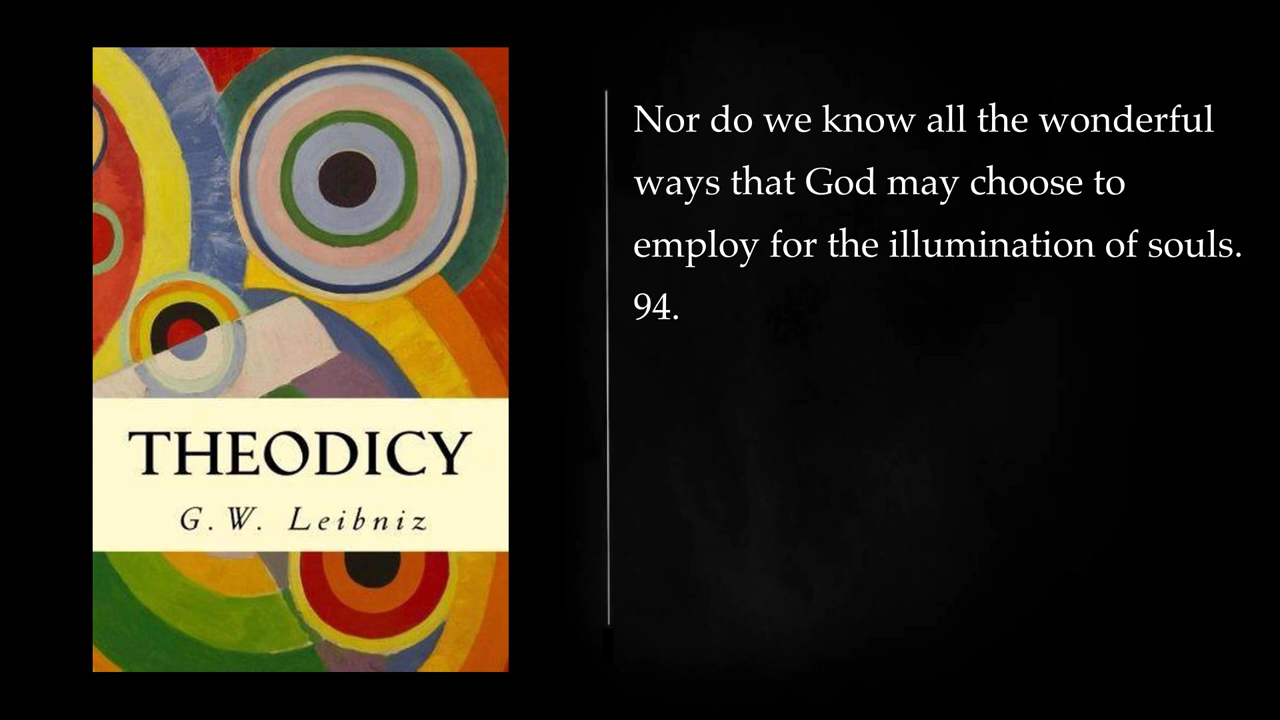 THEODICY
G. W. Leibniz
Nor do we know all the wonderful
ways that God may choose to
employ for the illumination of souls.
94.